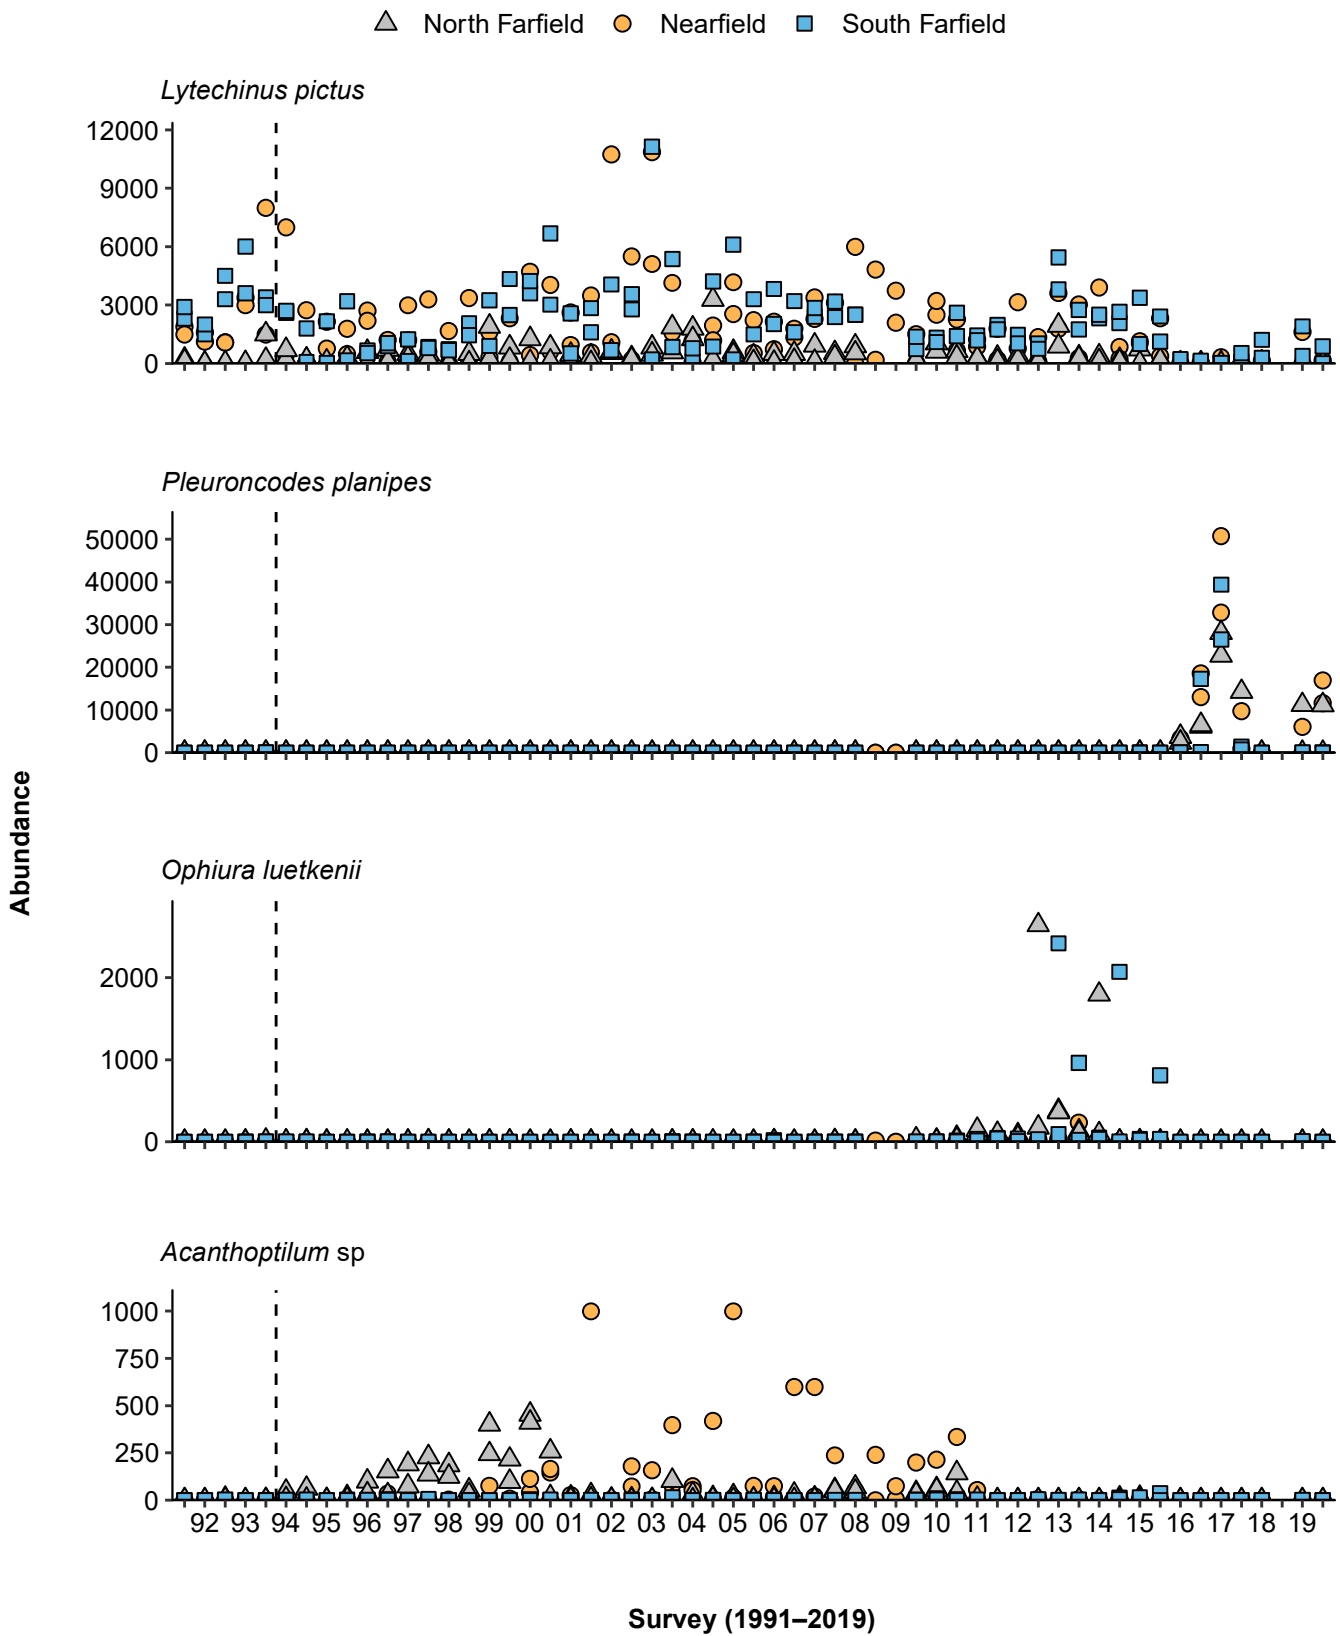 North Farfield Nearfield South Farfield
Lytechinus pictus
12000
9000
6000
3000
0
Pleuroncodes planipes
50000
40000
30000
20000
10000
0
Abundance
Ophiura luetkenii
2000
1000
0
Acanthoptilum sp
1000
750
500
250
0
92 93 94 95 96 97 98 99 00 01 02 03 04 05 06 07 08 09 10 11 12 13 14 15 16 17 18 19
Survey (1991–2019)